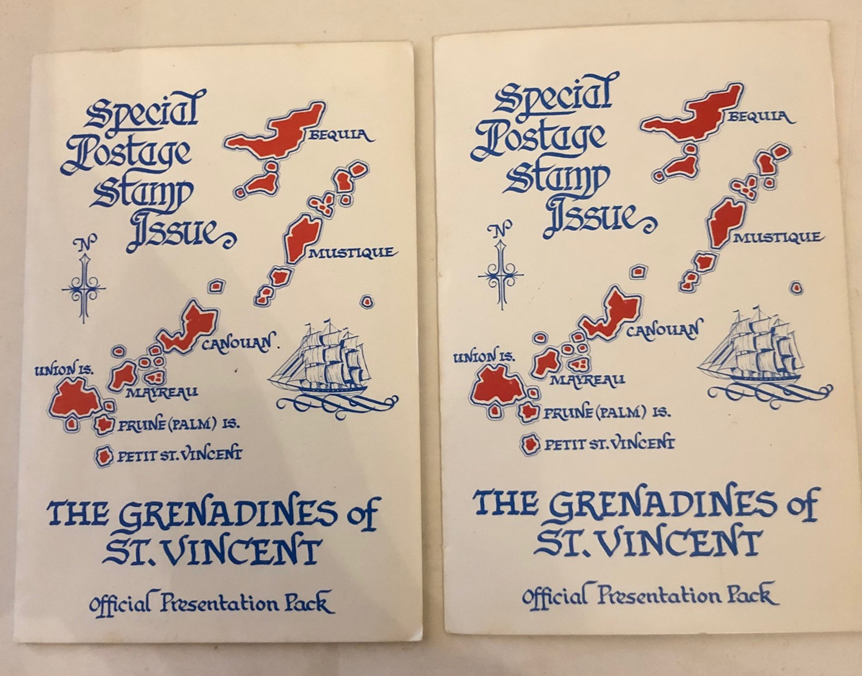 Special
Postage
Stamp
Issue
N
BEQUIA
MUSTIQUE
CANOUAN.
UNION IS.
MAYREAU
PRUNE (PALM) IS.
PETIT ST. VINCENT
THE GRENADINES of
ST. VINCENT
Official Presentation Pack
Special
Postage
Stamp
Issue
N
BEQUIA
MUSTIQUE
CANOUAN
UNION IS.
MAYREAU
PRUNE (PALM) IS.
PETIT ST. VINCENT
THE GRENADINES of
ST. VINCENT
Official Presentation Pack